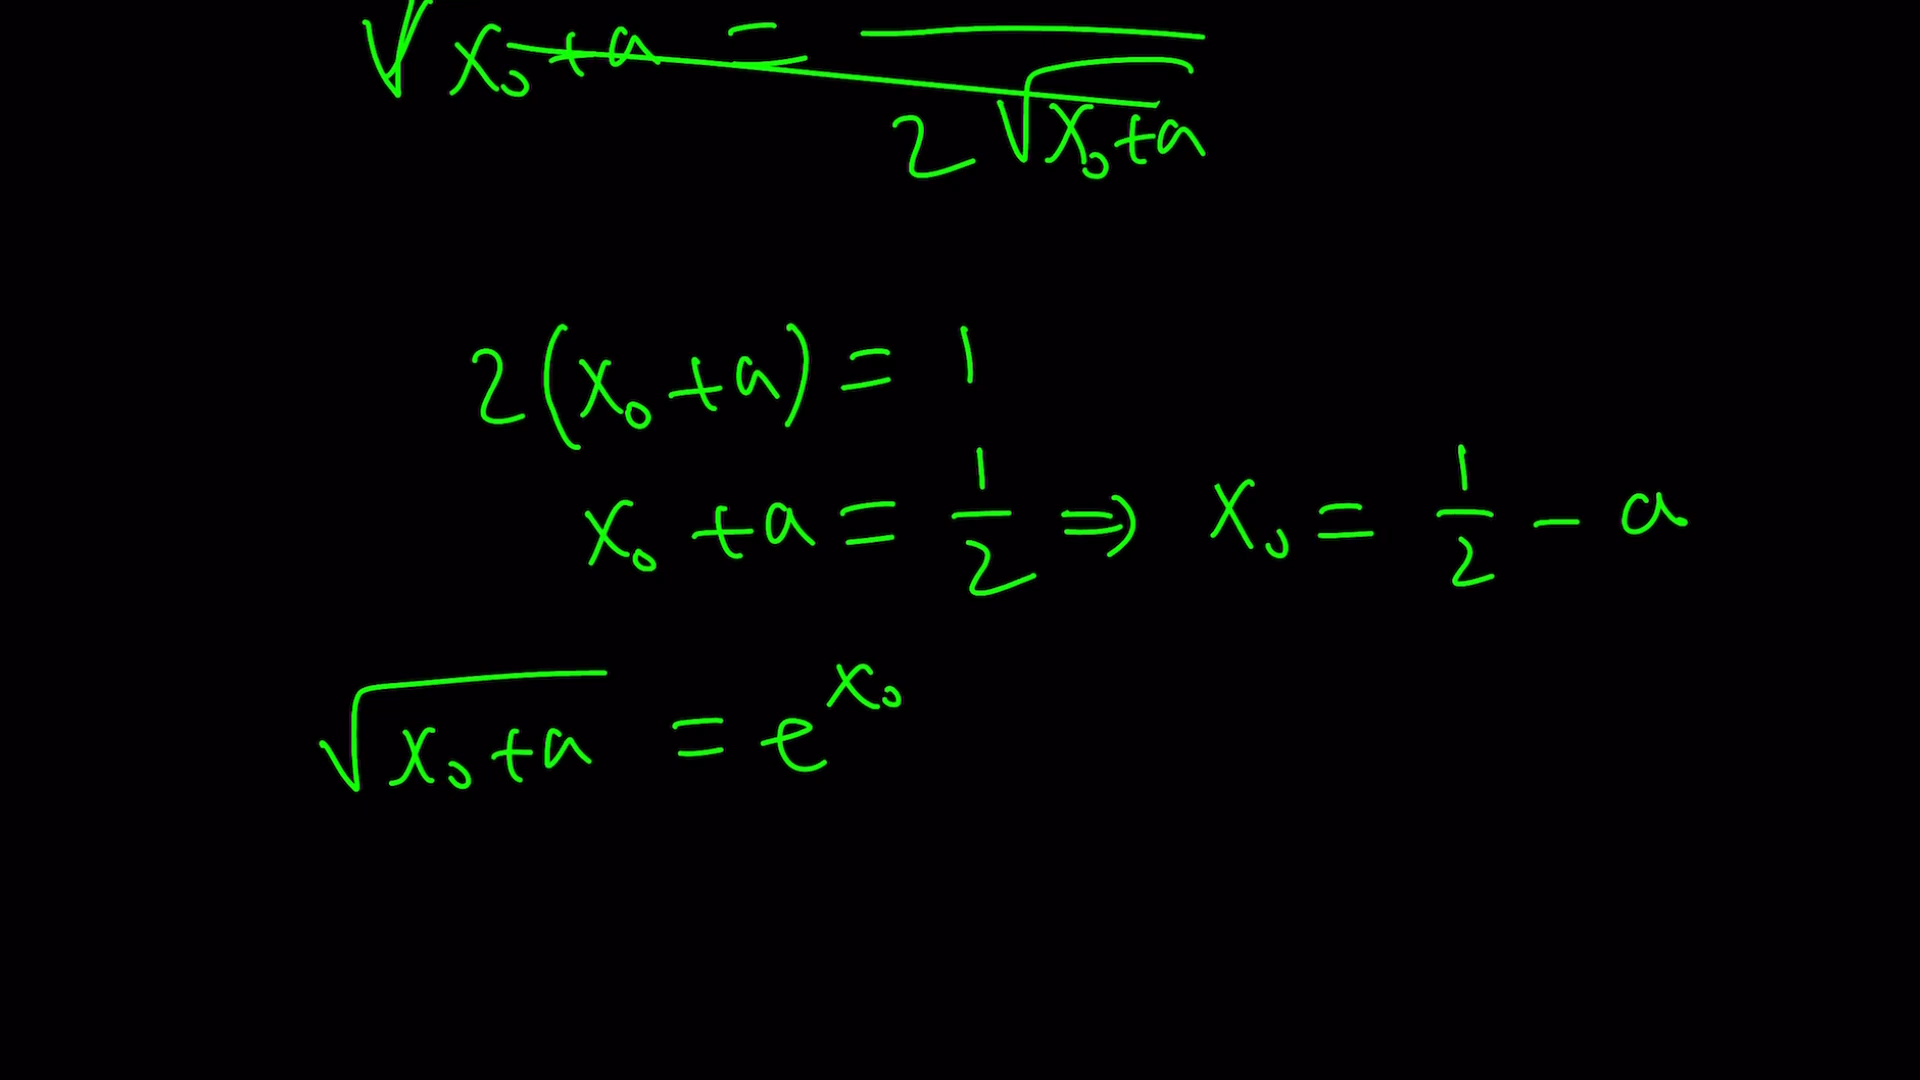 √x₀+a = ―
2√x₀+a
2(x₀+a) = 1
x₀+a = 1/2 ⇒ x₀ = 1/2 - a
√x₀+a = e^x₀